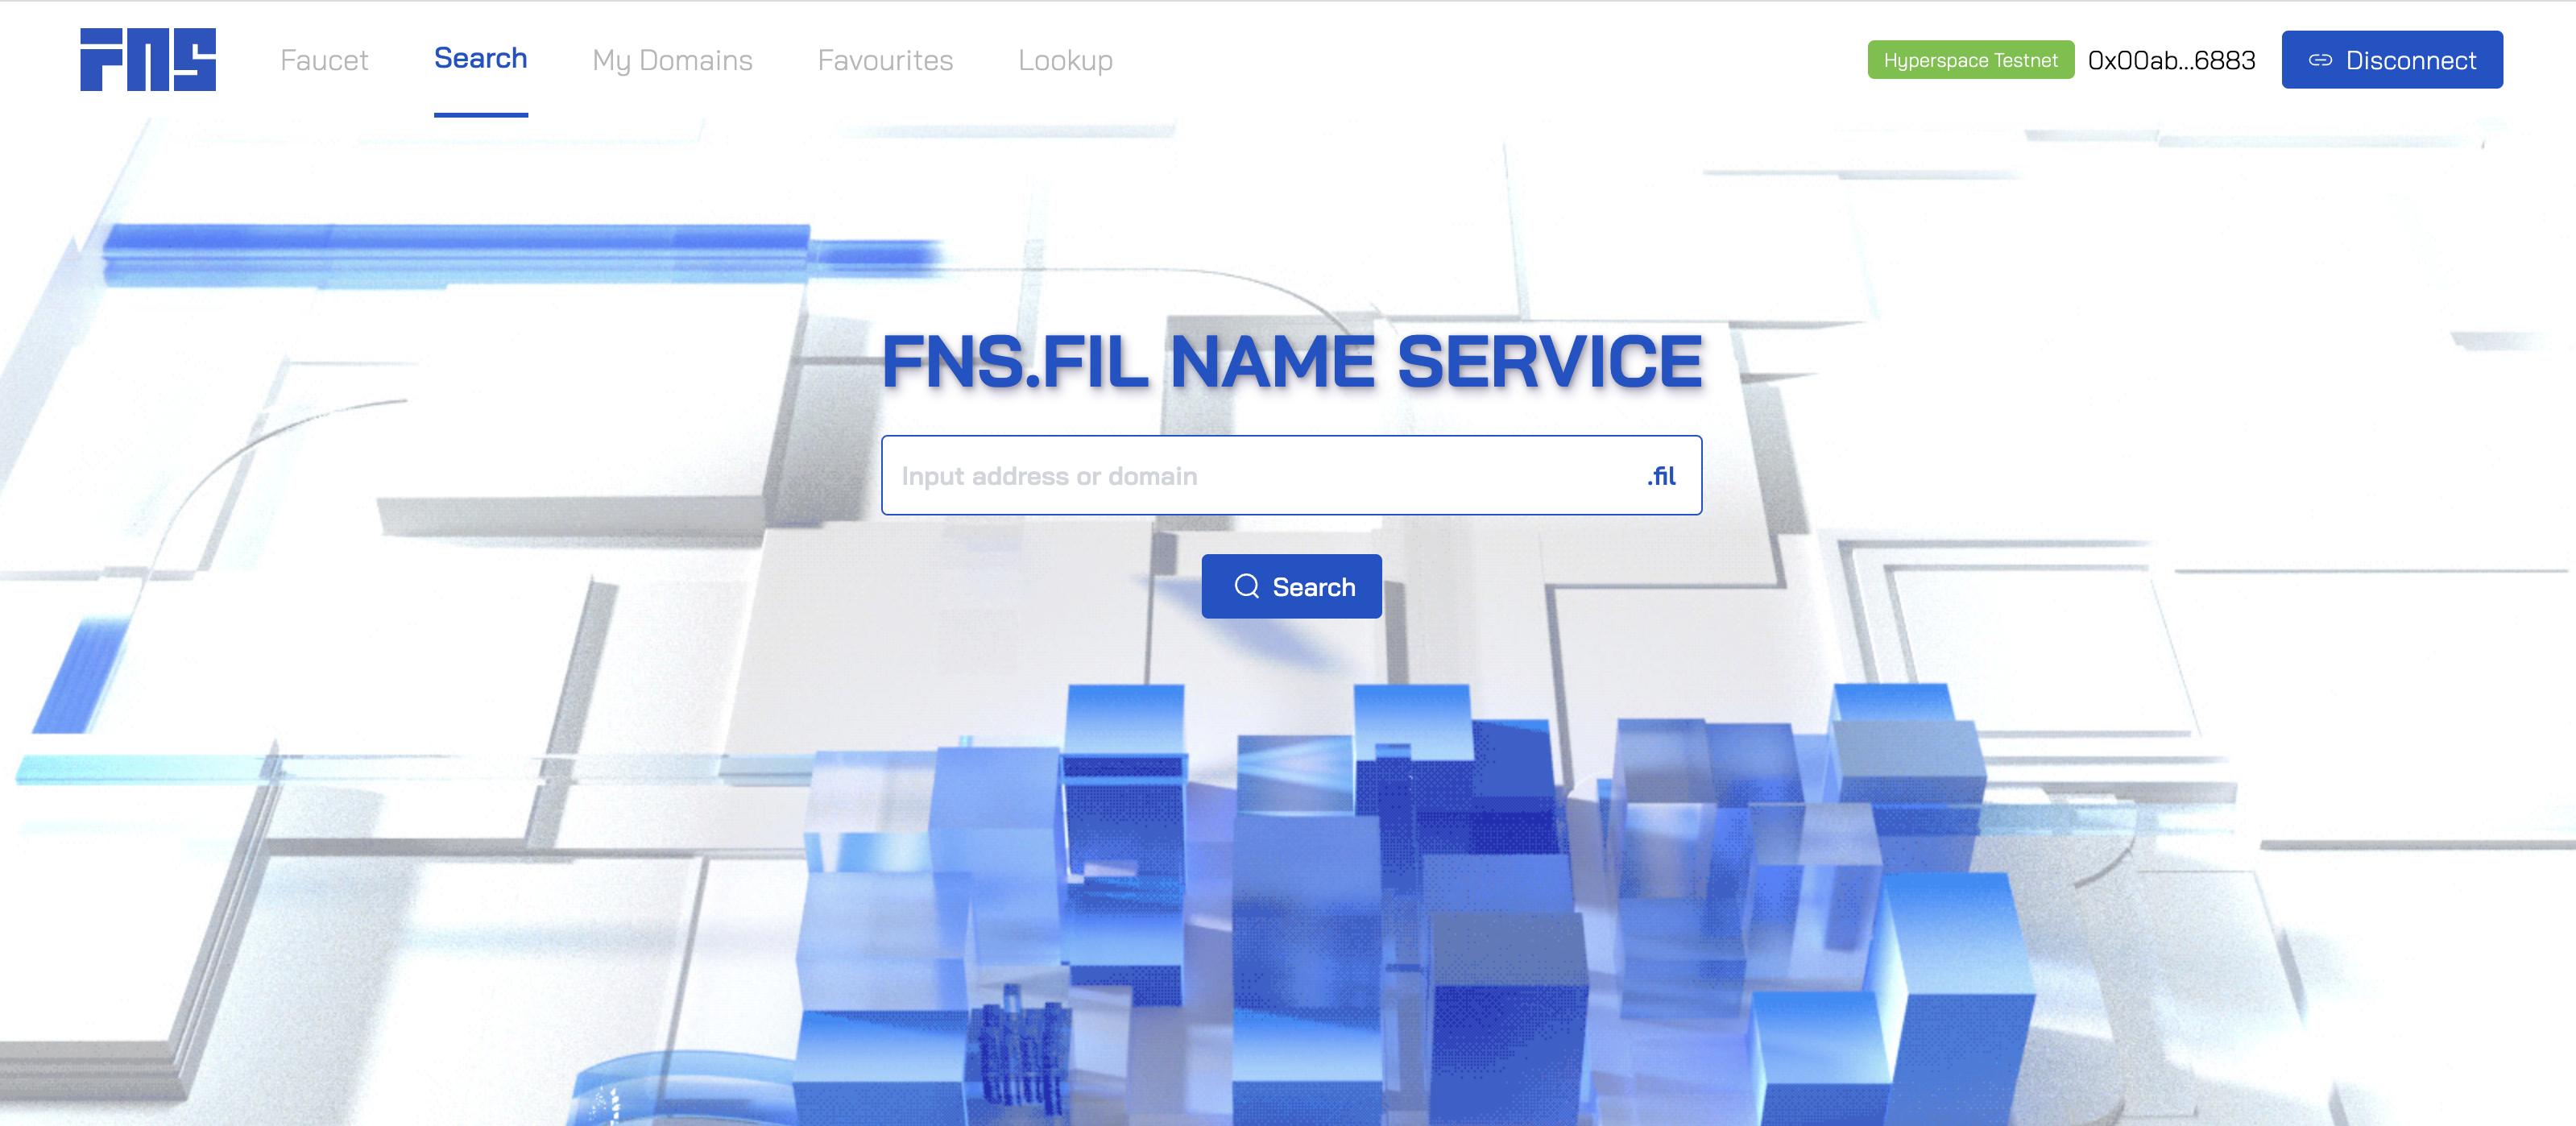 FNS
Faucet
Search
My Domains
Favourites
Lookup
Hyperspace Testnet
0x00ab...6883
Disconnect
FNS.FIL NAME SERVICE
Input address or domain
.fil
Search